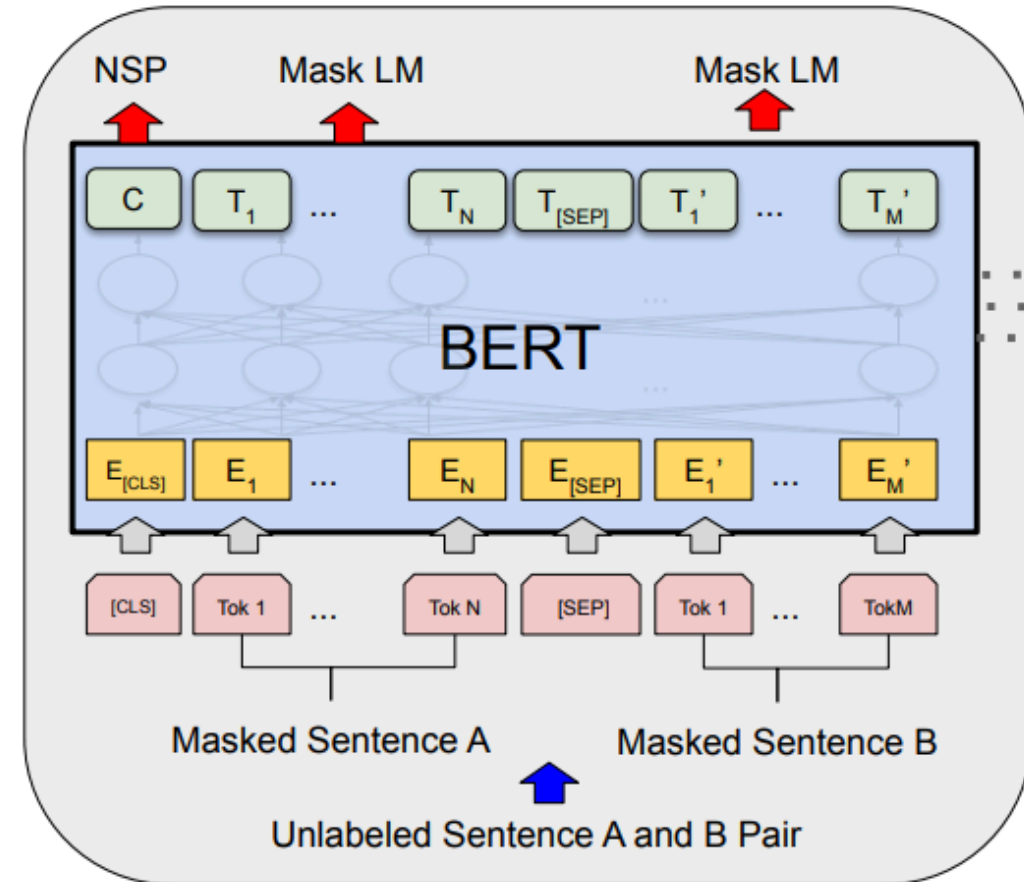 NSP Mask LM Mask LM
C T1 ... TN T[SEP] T1’ ... TM’
...
BERT
...
E[CLS] E1 ... EN E[SEP] E1’ ... EM’
[CLS] Tok 1 ... Tok N [SEP] Tok 1 ... TokM
Masked Sentence A Masked Sentence B
Unlabeled Sentence A and B Pair